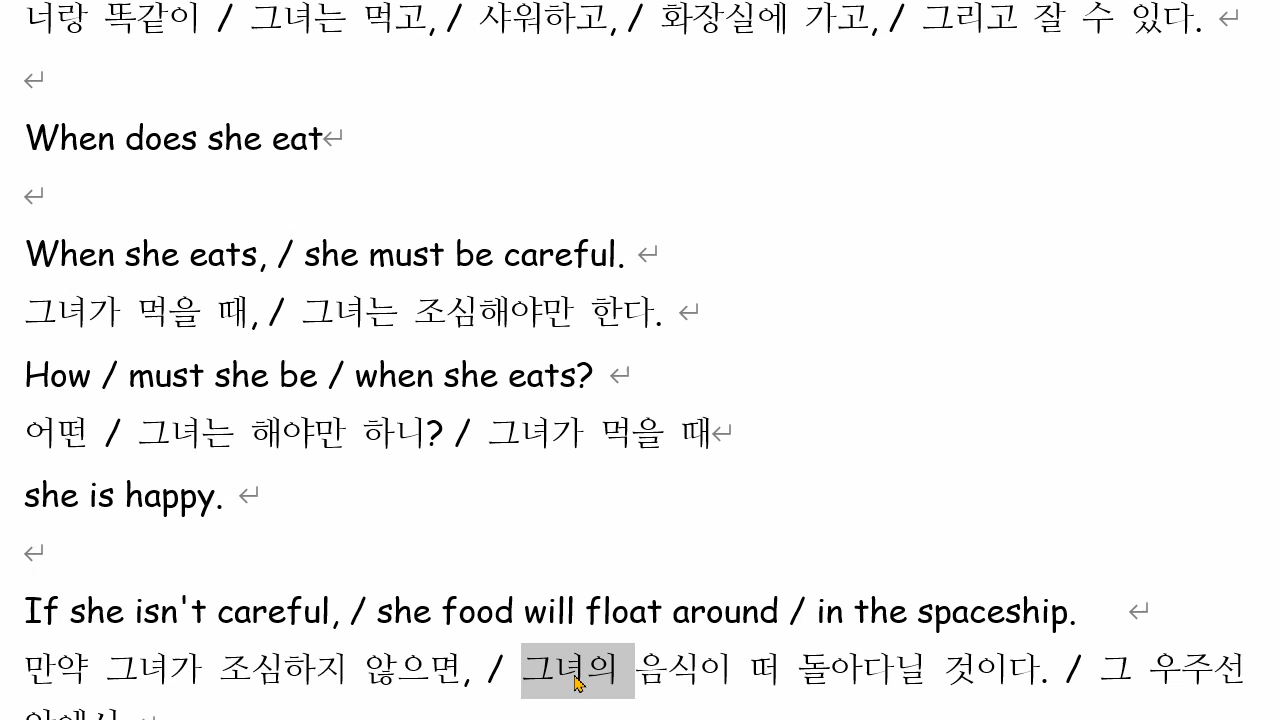 너랑 똑같이 / 그녀는 먹고, / 샤워하고, / 화장실에 가고, / 그리고 잘 수 있다.
When does she eat
When she eats, / she must be careful.
그녀가 먹을 때, / 그녀는 조심해야만 한다.
How / must she be / when she eats?
어떤 / 그녀는 해야만 하니? / 그녀가 먹을 때
she is happy.
If she isn't careful, / she food will float around / in the spaceship.
만약 그녀가 조심하지 않으면, / 그녀의 음식이 떠 돌아다닐 것이다. / 그 우주선
안에서